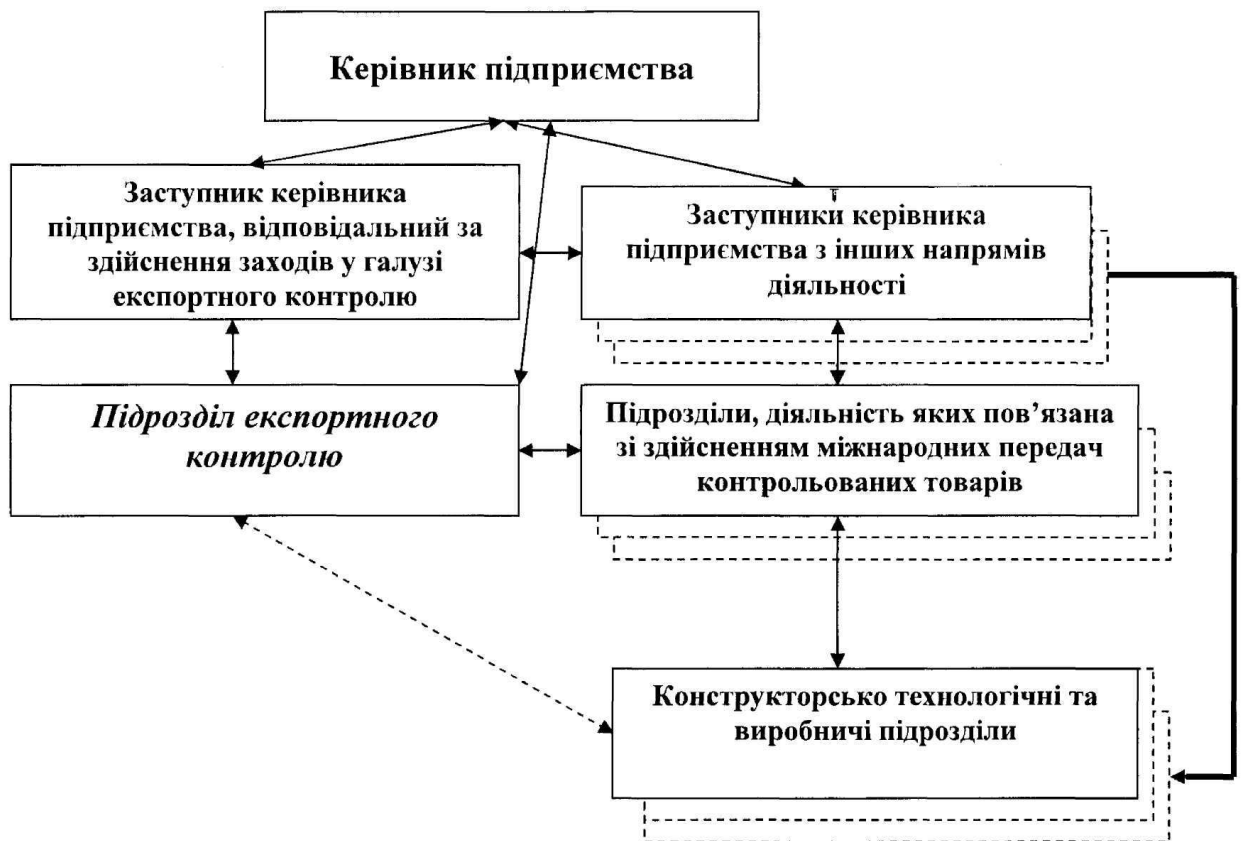 Керівник підприємства
Заступник керівника
підприємства, відповідальний за
здійснення заходів у галузі
експортного контролю
Заступники керівника
підприємства з інших напрямів
діяльності
Підрозділ експортного
контролю
Підрозділи, діяльність яких пов’язана
зі здійсненням міжнародних передач
контрольованих товарів
Конструкторсько технологічні та
виробничі підрозділи